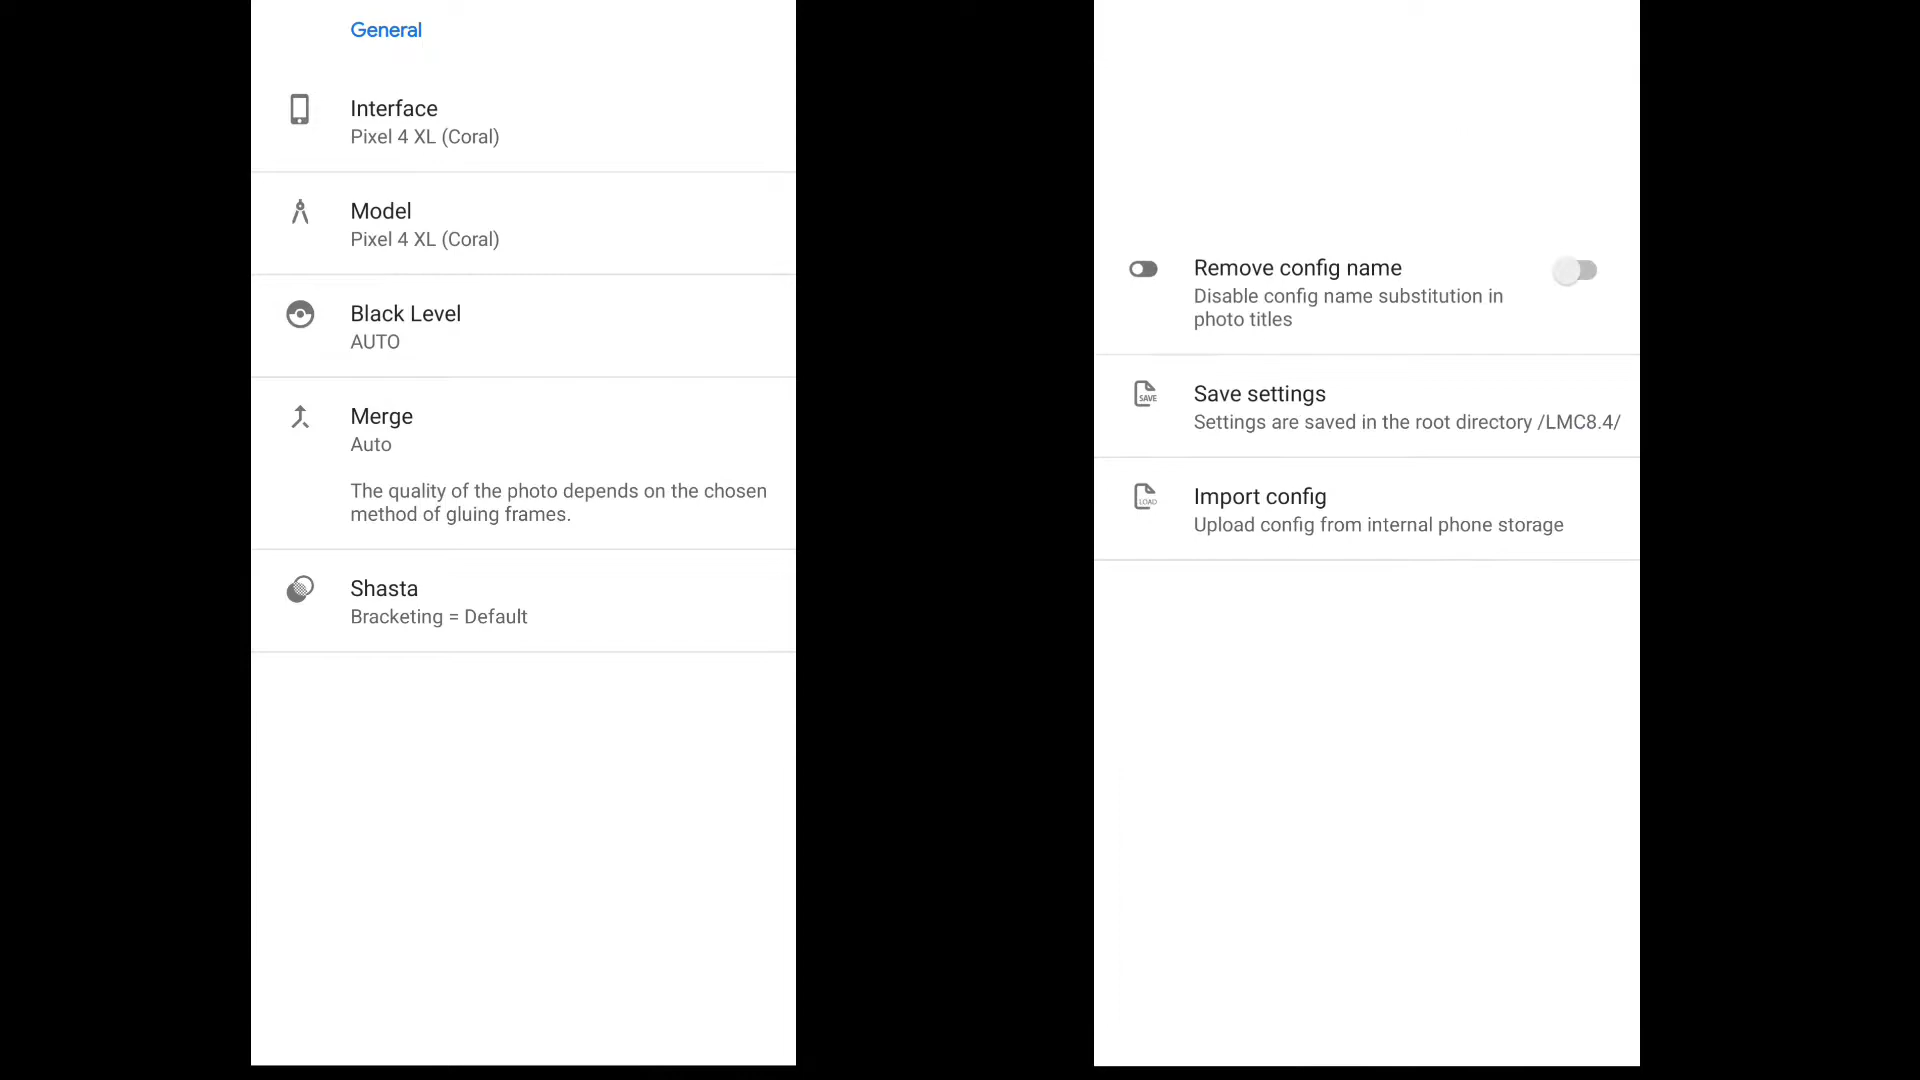 General
Interface
Pixel 4 XL (Coral)
Model
Pixel 4 XL (Coral)
Black Level
AUTO
Merge
Auto
The quality of the photo depends on the chosen
method of gluing frames.
Shasta
Bracketing = Default
Remove config name
Disable config name substitution in
photo titles
SAVE
Save settings
Settings are saved in the root directory /LMC8.4/
LOAD
Import config
Upload config from internal phone storage